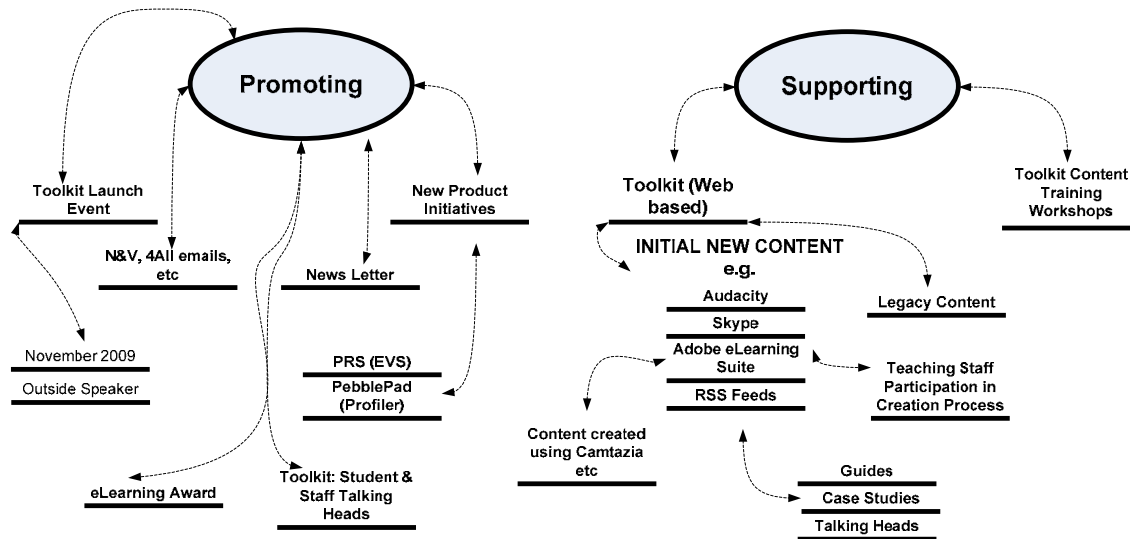 Promoting
Toolkit Launch
Event
N&V, 4All emails,
etc
News Letter
New Product
Initiatives
November 2009
Outside Speaker
PRS (EVS)
PebblePad
(Profiler)
eLearning Award
Toolkit: Student &
Staff Talking
Heads
Supporting
Toolkit (Web
based)
Toolkit Content
Training
Workshops
INITIAL NEW CONTENT
e.g.
Audacity
Skype
Adobe eLearning
Suite
RSS Feeds
Legacy Content
Teaching Staff
Participation in
Creation Process
Content created
using Camtazia
etc
Guides
Case Studies
Talking Heads